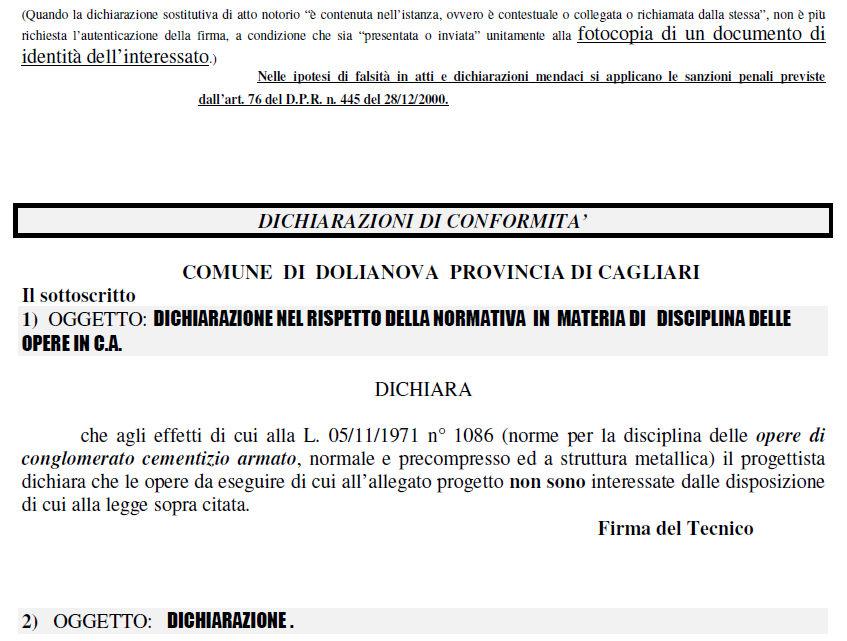 (Quando la dichiarazione sostitutiva di atto notorio “è contenuta nell’istanza, ovvero è contestuale o collegata o richiamata dalla stessa”, non è più
richiesta l’autenticazione della firma, a condizione che sia “presentata o inviata” unitamente alla fotocopia di un documento di
identità dell’interessato.)
Nelle ipotesi di falsità in atti e dichiarazioni mendaci si applicano le sanzioni penali previste
dall’art. 76 del D.P.R. n. 445 del 28/12/2000.
DICHIARAZIONI DI CONFORMITA’
COMUNE DI DOLIANOVA PROVINCIA DI CAGLIARI
Il sottoscritto
1) OGGETTO: DICHIARAZIONE NEL RISPETTO DELLA NORMATIVA IN MATERIA DI DISCIPLINA DELLE
OPERE IN C.A.
DICHIARA
che agli effetti di cui alla L. 05/11/1971 n° 1086 (norme per la disciplina delle opere di
conglomerato cementizio armato, normale e precompresso ed a struttura metallica) il progettista
dichiara che le opere da eseguire di cui all’allegato progetto non sono interessate dalle disposizione
di cui alla legge sopra citata.
Firma del Tecnico
2) OGGETTO: DICHIARAZIONE .